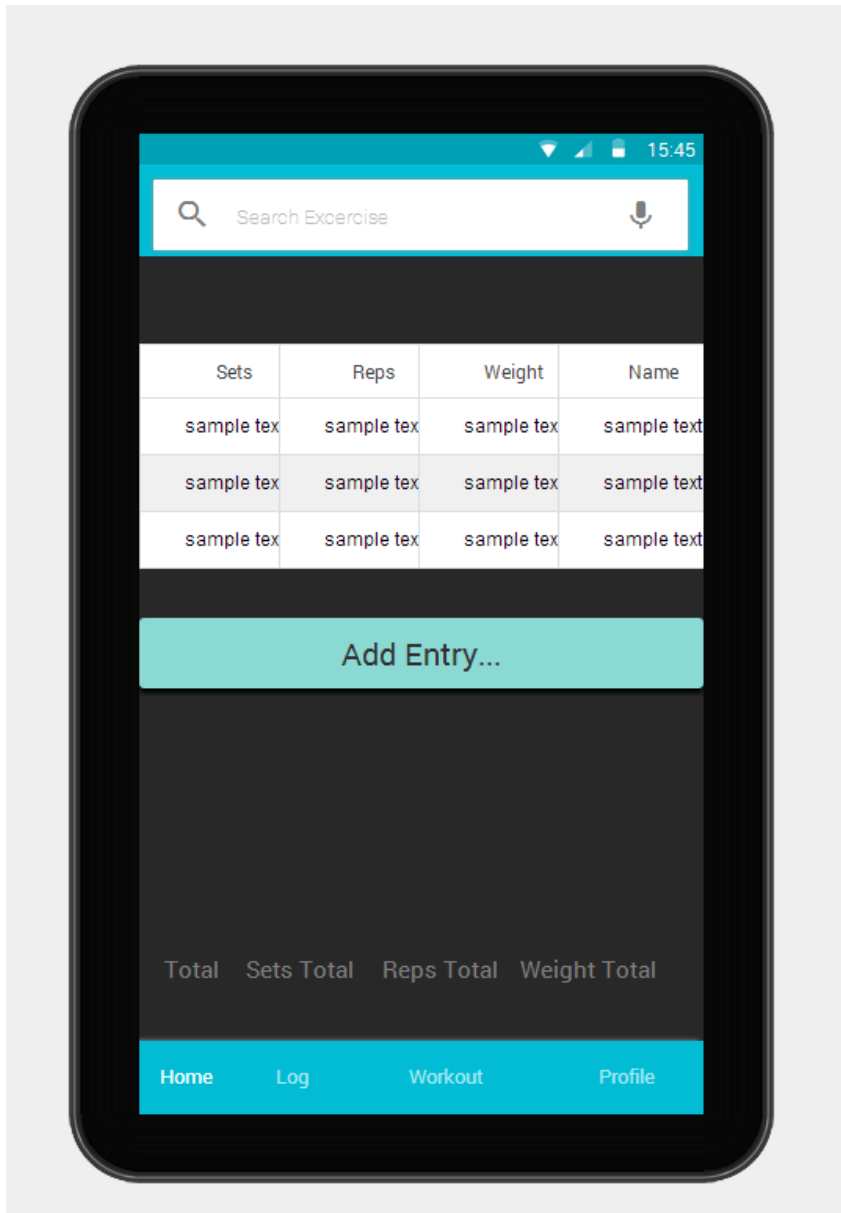 15:45
Search Excercise
Sets Reps Weight Name
sample tex sample tex sample tex sample text
sample tex sample tex sample tex sample text
sample tex sample tex sample tex sample text
Add Entry...
Total Sets Total Reps Total Weight Total
Home Log Workout Profile